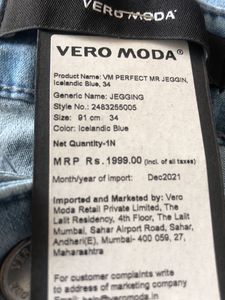 VERO MODA
VERO MODA®
Product Name: VM PERFECT MR JEGGIN,
Icelandic Blue, 34
Generic Name: JEGGING
Style No.: 2483255005
Size: 91 cm 34
Color: Icelandic Blue
Net Quantity-1N
MRP Rs.1999.00 (Incl. of all taxes)
Month/year of import: Dec2021
Imported and Marketed by: Vero
Moda Retail Private Limited, The
Lalit Residency, 4th Floor, The Lalit
Mumbai, Sahar Airport Road, Sahar,
Andheri(E), Mumbai- 400 059, 27,
Maharashtra
For customer complaints write
to address of marketing company